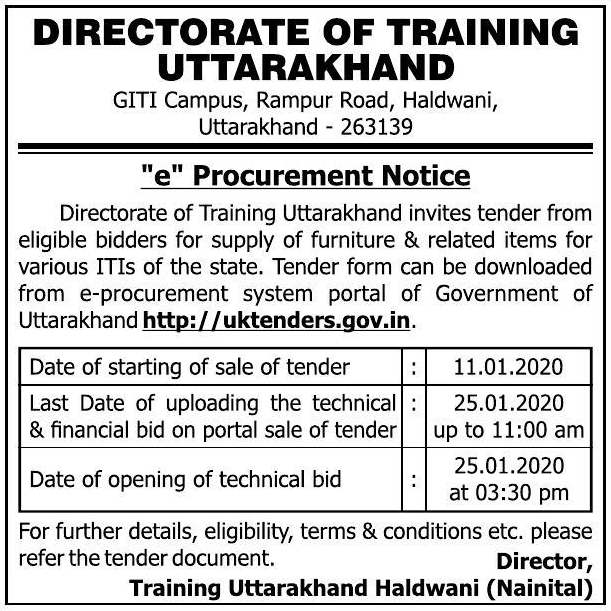 DIRECTORATE OF TRAINING
UTTARAKHAND
GITI Campus, Rampur Road, Haldwani,
Uttarakhand - 263139
"e" Procurement Notice
Directorate of Training Uttarakhand invites tender from
eligible bidders for supply of furniture & related items for
various ITIs of the state. Tender form can be downloaded
from e-procurement system portal of Government of
Uttarakhand http://uktenders.gov.in.
Date of starting of sale of tender : 11.01.2020
Last Date of uploading the technical : 25.01.2020
& financial bid on portal sale of tender up to 11:00 am
Date of opening of technical bid : 25.01.2020
at 03:30 pm
For further details, eligibility, terms & conditions etc. please
refer the tender document. Director,
Training Uttarakhand Haldwani (Nainital)